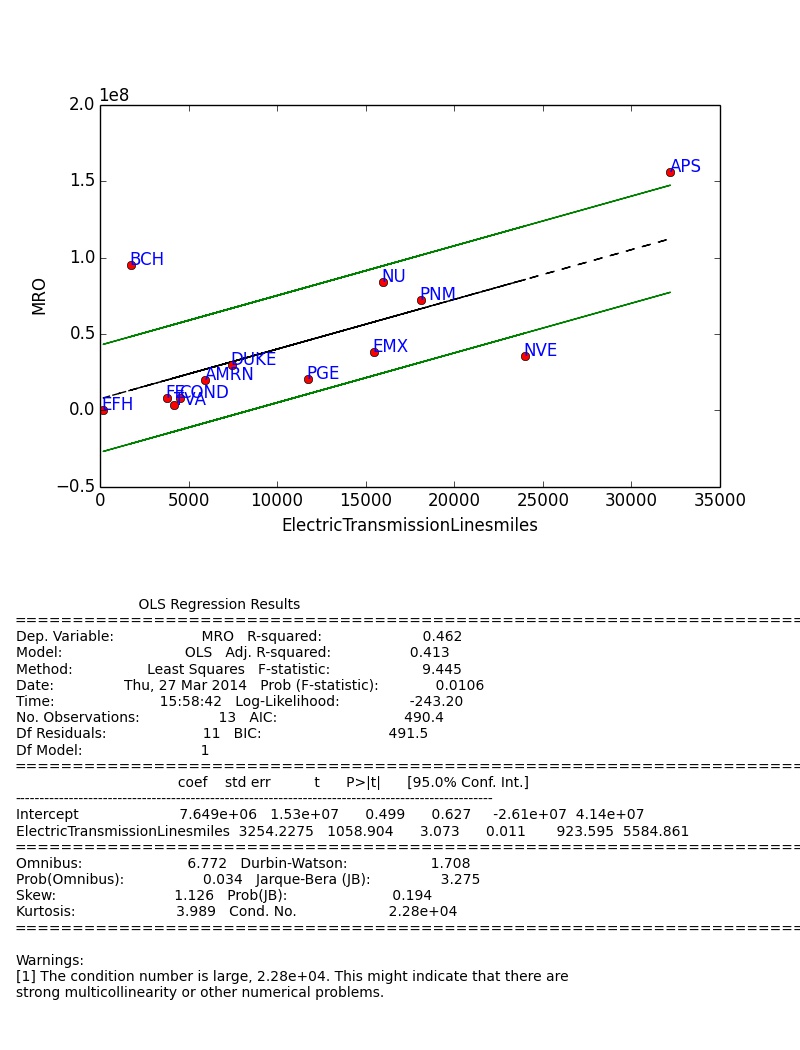 1e8
2.0
1.5
1.0
0.5
0.0
−0.5
MRO
APS
BCH
NU
PNM
EMX
NVE
DUKE
AMRN
PGE
FE
COND
TVA
EFH
0 5000 10000 15000 20000 25000 30000 35000
ElectricTransmissionLinesmiles
OLS Regression Results
==============================================================================
Dep. Variable: MRO R-squared: 0.462
Model: OLS Adj. R-squared: 0.413
Method: Least Squares F-statistic: 9.445
Date: Thu, 27 Mar 2014 Prob (F-statistic): 0.0106
Time: 15:58:42 Log-Likelihood: -243.20
No. Observations: 13 AIC: 490.4
Df Residuals: 11 BIC: 491.5
Df Model: 1
==============================================================================
coef std err t P>|t| [95.0% Conf. Int.]
------------------------------------------------------------------------------------------------------
Intercept 7.649e+06 1.53e+07 0.499 0.627 -2.61e+07 4.14e+07
ElectricTransmissionLinesmiles 3254.2275 1058.904 3.073 0.011 923.595 5584.861
==============================================================================
Omnibus: 6.772 Durbin-Watson: 1.708
Prob(Omnibus): 0.034 Jarque-Bera (JB): 3.275
Skew: 1.126 Prob(JB): 0.194
Kurtosis: 3.989 Cond. No. 2.28e+04
==============================================================================
Warnings:
[1] The condition number is large, 2.28e+04. This might indicate that there are
strong multicollinearity or other numerical problems.